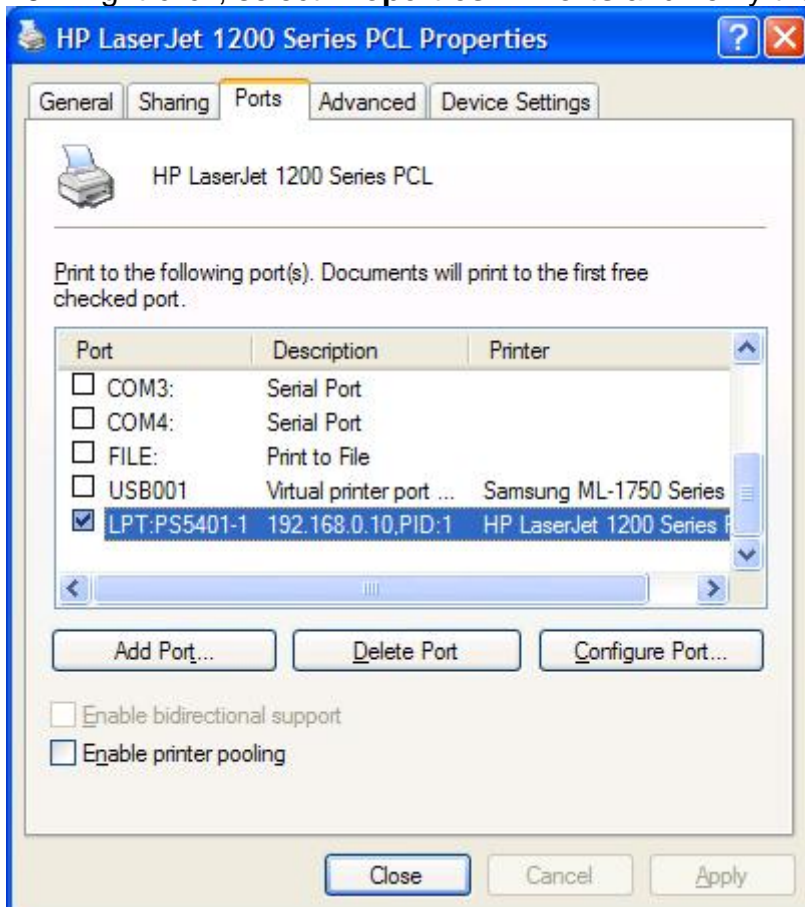 HP LaserJet 1200 Series PCL Properties
General Sharing Ports Advanced Device Settings
HP LaserJet 1200 Series PCL
Print to the following port(s). Documents will print to the first free
checked port.
Port Description Printer
COM3: Serial Port
COM4: Serial Port
FILE: Print to File
USB001 Virtual printer port ... Samsung ML-1750 Series
LPT:PS5401-1 192.168.0.10,PID:1 HP LaserJet 1200 Series
Add Port... Delete Port Configure Port...
Enable bidirectional support
Enable printer pooling
Close Cancel Apply